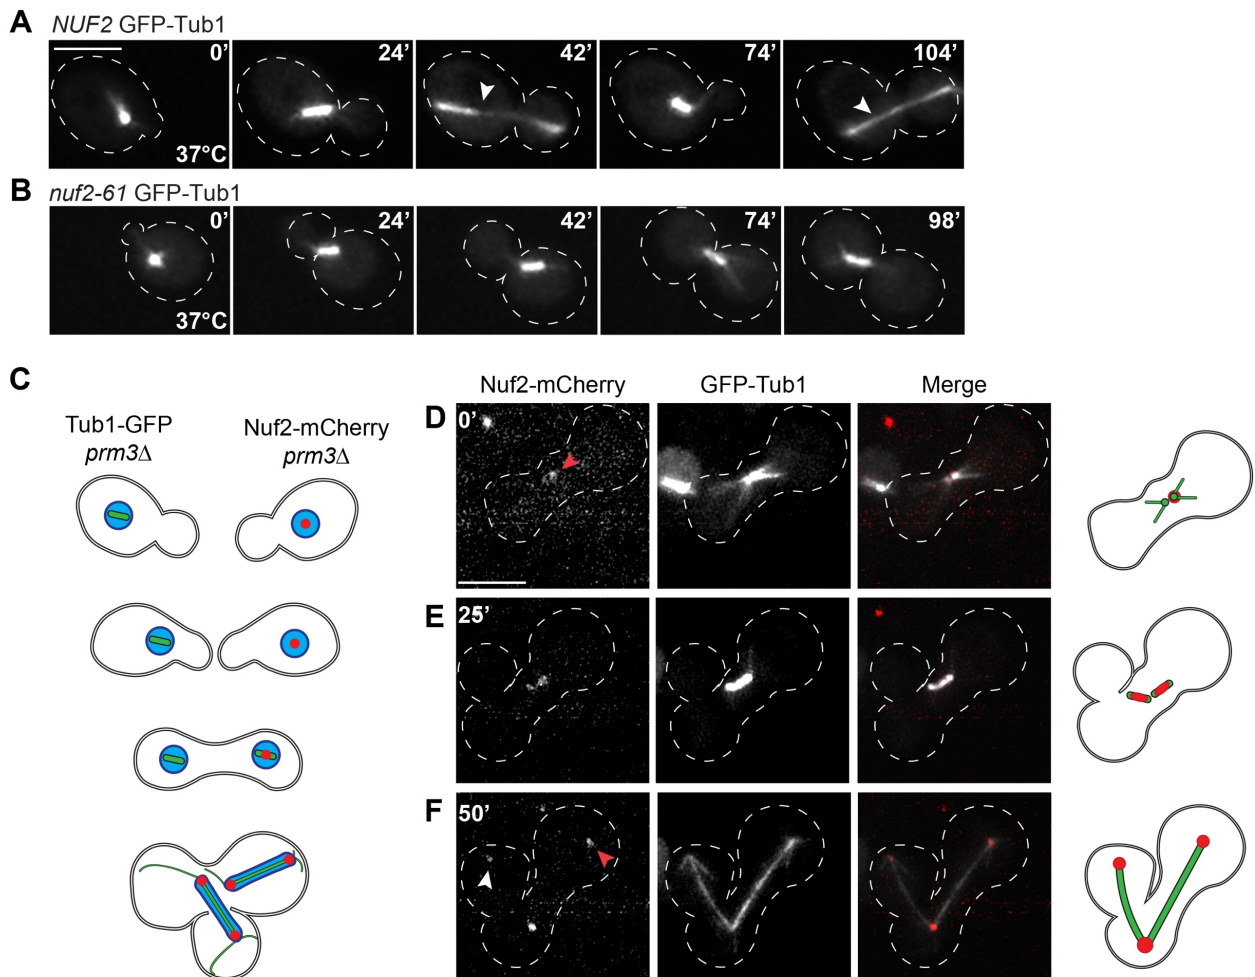 A
NUF2 GFP-Tub1
0’ 24’ 42’ 74’ 104’
37°C
B
nuf2-61 GFP-Tub1
0’ 24’ 42’ 74’ 98’
37°C
C
Tub1-GFP
prm3Δ
Nuf2-mCherry
prm3Δ
Nuf2-mCherry GFP-Tub1 Merge
D
0’
E
25’
F
50’